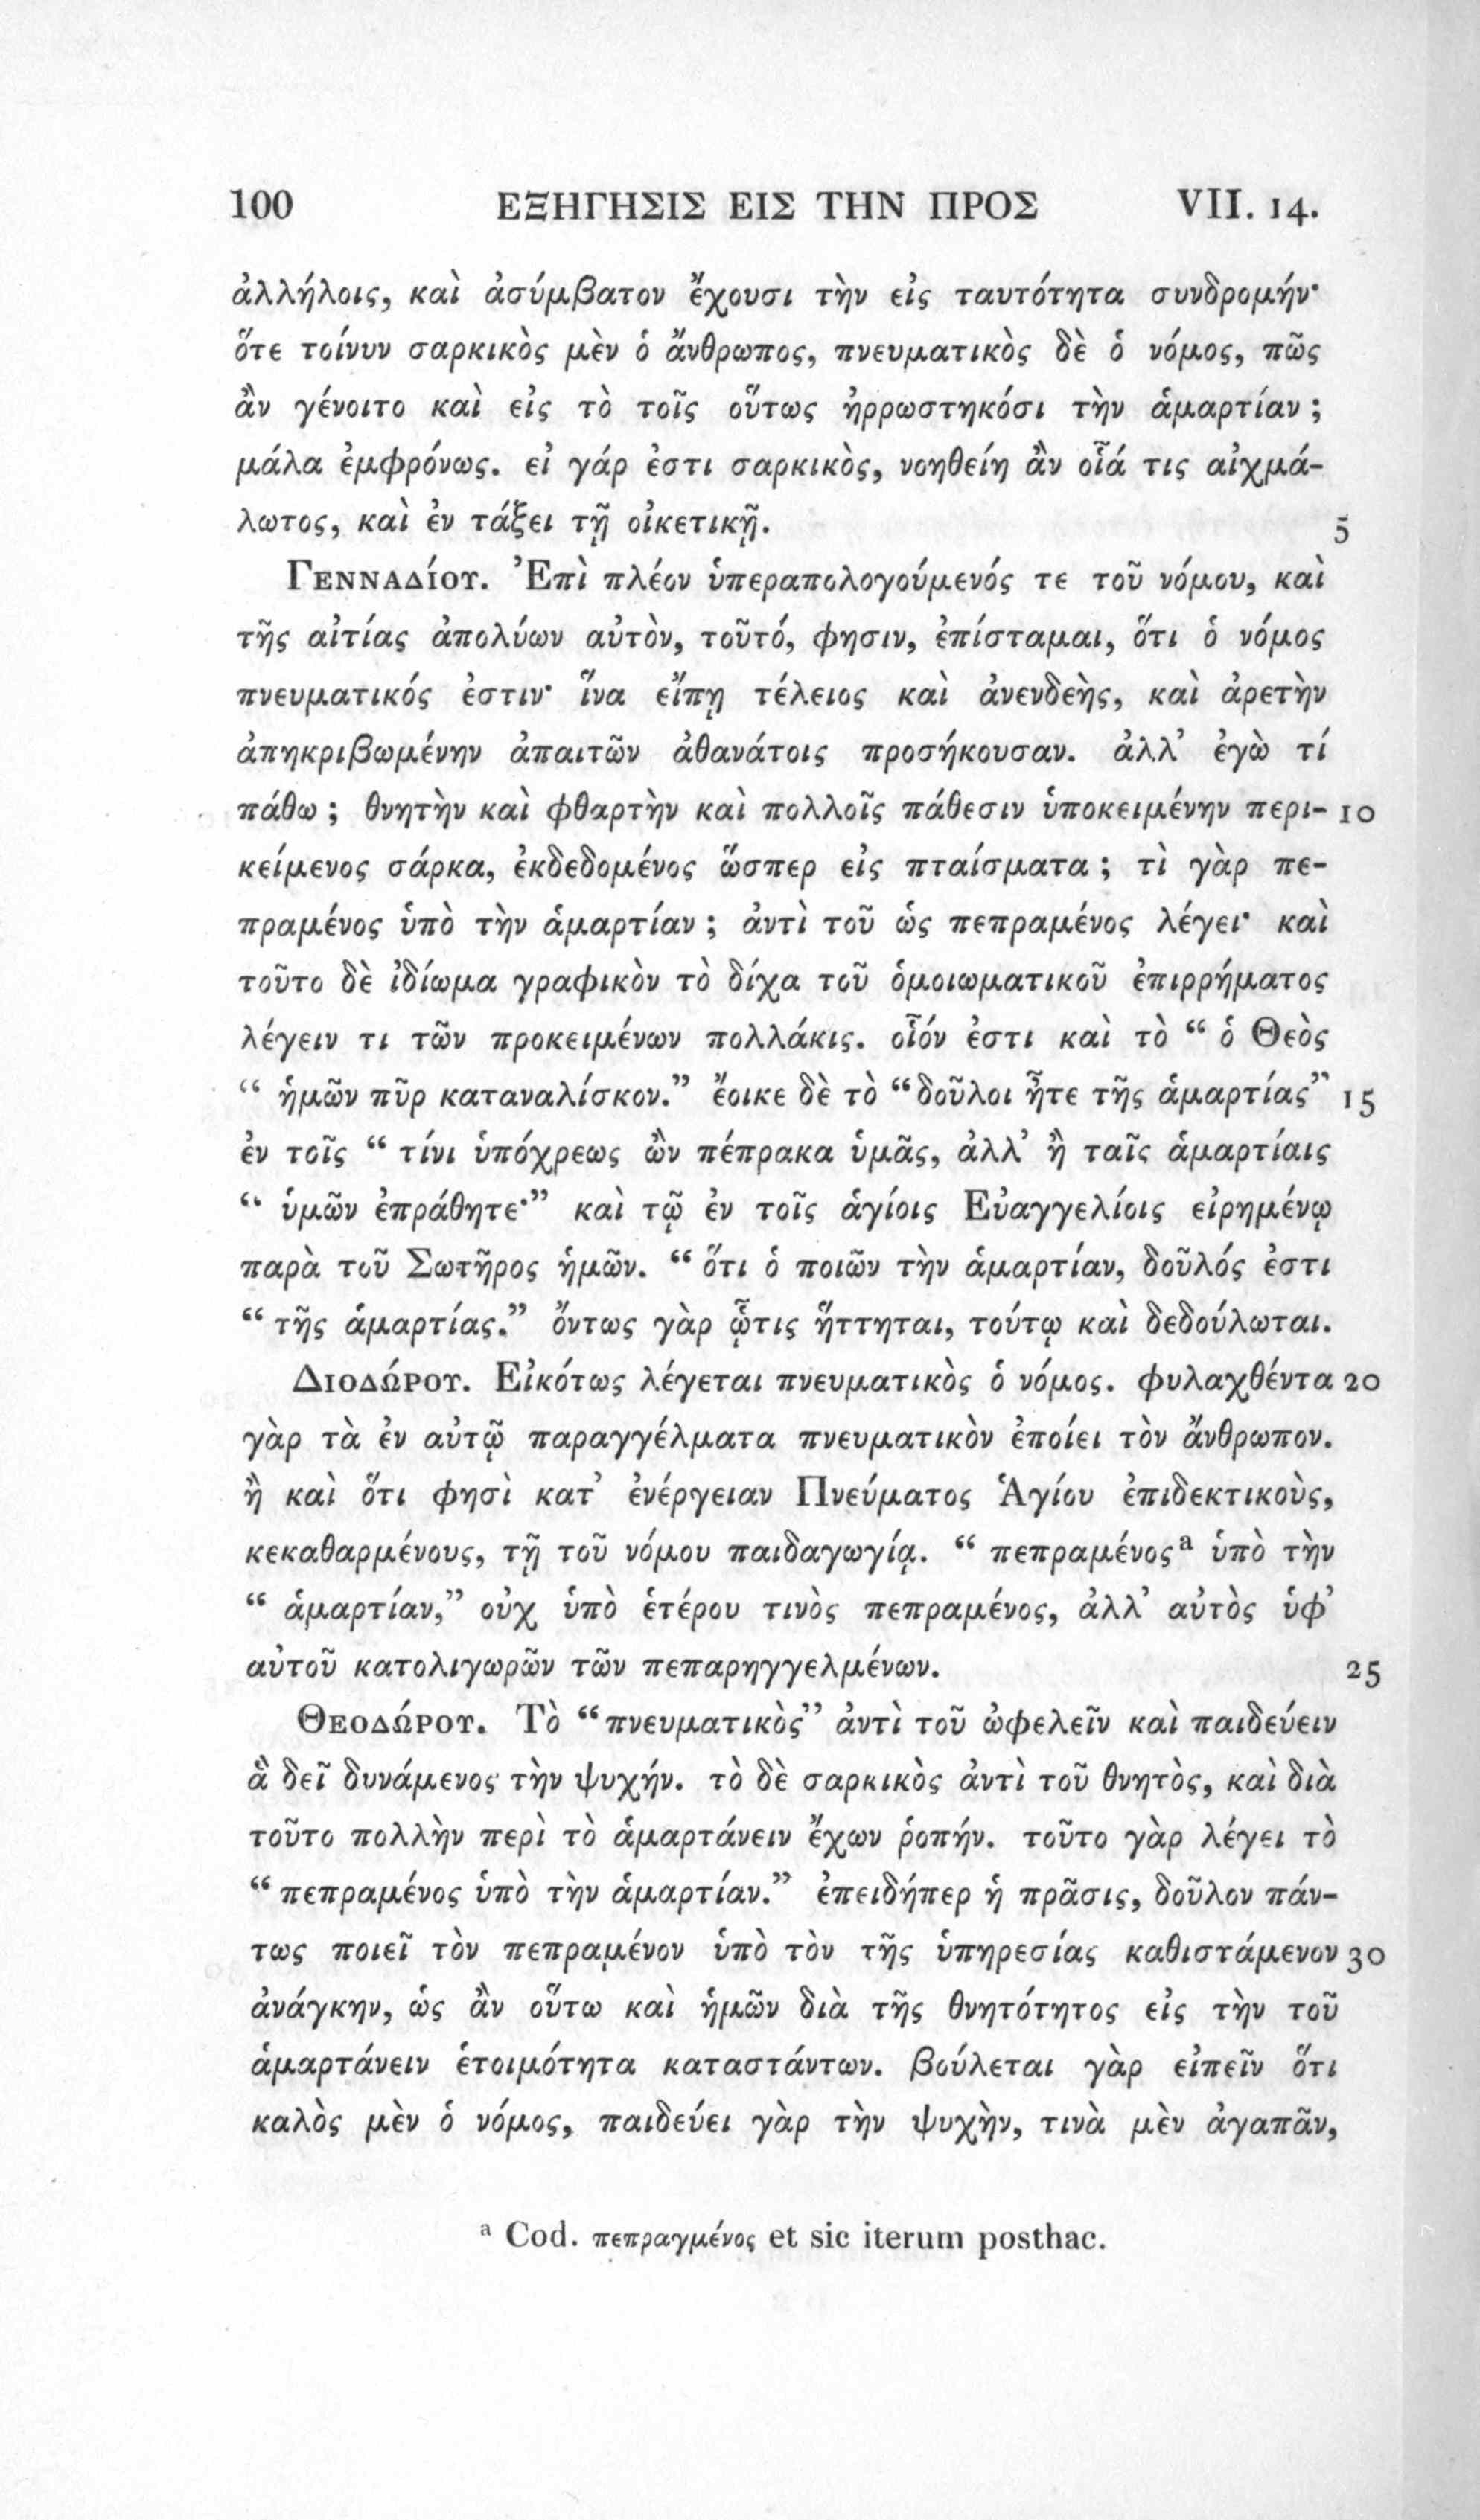 100 ΕΞΗΓΗΣΙΣ ΕΙΣ ΤΗΝ ΠΡΟΣ VII. 14.
ἀλλήλοις, καὶ ἀσύμβατον ἔχουσι τὴν εἰς ταυτότητα συνδρομήν·
ὅτε τοίνυν σαρκικὸς μὲν ὁ ἄνθρωπος, πνευματικὸς δὲ ὁ νόμος, πῶς
ἂν γένοιτο καὶ εἰς τὸ τοῖς οὕτως ἠρρωστηκόσι τὴν ἁμαρτίαν ;
μάλα ἐμφρόνως. εἰ γάρ ἐστι σαρκικὸς, νοηθείη ἂν οἷά τις αἰχμά-
λωτος, καὶ ἐν τάξει τῇ οἰκετικῇ. 5
Γενναδίου. Ἐπὶ πλέον ὑπεραπολογούμενός τε τοῦ νόμου, καὶ
τῆς αἰτίας ἀπολύων αὐτὸν, τοῦτό, φησιν, ἐπίσταμαι, ὅτι ὁ νόμος
πνευματικός ἐστιν· ἵνα εἴπῃ τέλειος καὶ ἀνενδεὴς, καὶ ἀρετὴν
ἀπηκριβωμένην ἀπαιτῶν ἀθανάτοις προσήκουσαν. ἀλλ’ ἐγὼ τί
πάθω ; θνητὴν καὶ φθαρτὴν καὶ πολλοῖς πάθεσιν ὑποκειμένην περι- 10
κείμενος σάρκα, ἐκδεδομένος ὥσπερ εἰς πταίσματα ; τὶ γὰρ πε-
πραμένος ὑπὸ τὴν ἁμαρτίαν ; ἀντὶ τοῦ ὡς πεπραμένος λέγει· καὶ
τοῦτο δὲ ἰδίωμα γραφικὸν τὸ δίχα τοῦ ὁμοιωματικοῦ ἐπιρρήματος
λέγειν τι τῶν προκειμένων πολλάκις. οἷόν ἐστι καὶ τὸ “ ὁ Θεὸς
“ ἡμῶν πῦρ καταναλίσκον.” ἔοικε δὲ τὸ “ δοῦλοι ἦτε τῆς ἁμαρτίας” 15
ἐν τοῖς “ τίνι ὑπόχρεως ὢν πέπρακα ὑμᾶς, ἀλλ’ ἢ ταῖς ἁμαρτίαις
“ ὑμῶν ἐπράθητε·” καὶ τῷ ἐν τοῖς ἁγίοις Εὐαγγελίοις εἰρημένῳ
παρὰ τοῦ Σωτῆρος ἡμῶν. “ ὅτι ὁ ποιῶν τὴν ἁμαρτίαν, δοῦλός ἐστι
“ τῆς ἁμαρτίας.” ὄντως γὰρ ᾧτις ἥττηται, τούτῳ καὶ δεδούλωται.
Διοδώρου. Εἰκότως λέγεται πνευματικὸς ὁ νόμος. φυλαχθέντα 20
γὰρ τὰ ἐν αὐτῷ παραγγέλματα πνευματικὸν ἐποίει τὸν ἄνθρωπον.
ἢ καὶ ὅτι φησὶ κατ’ ἐνέργειαν Πνεύματος Ἁγίου ἐπιδεκτικοὺς,
κεκαθαρμένους, τῇ τοῦ νόμου παιδαγωγίᾳ. “ πεπραμένος a ὑπὸ τὴν
“ ἁμαρτίαν,” οὐχ ὑπὸ ἑτέρου τινὸς πεπραμένος, ἀλλ’ αὐτὸς ὑφ’
αὑτοῦ κατολιγωρῶν τῶν πεπαρηγγελμένων. 25
Θεοδώρου. Τὸ “ πνευματικὸς” ἀντὶ τοῦ ὠφελεῖν καὶ παιδεύειν
ἃ δεῖ δυνάμενος τὴν ψυχήν. τὸ δὲ σαρκικὸς ἀντὶ τοῦ θνητὸς, καὶ διὰ
τοῦτο πολλὴν περὶ τὸ ἁμαρτάνειν ἔχων ῥοπήν. τοῦτο γὰρ λέγει τὸ
“ πεπραμένος ὑπὸ τὴν ἁμαρτίαν.” ἐπειδήπερ ἡ πρᾶσις, δοῦλον πάν-
τως ποιεῖ τὸν πεπραμένον ὑπὸ τὸν τῆς ὑπηρεσίας καθιστάμενον 30
ἀνάγκην, ὡς ἂν οὕτω καὶ ἡμῶν διὰ τῆς θνητότητος εἰς τὴν τοῦ
ἁμαρτάνειν ἑτοιμότητα καταστάντων. βούλεται γὰρ εἰπεῖν ὅτι
καλὸς μὲν ὁ νόμος, παιδεύει γὰρ τὴν ψυχὴν, τινὰ μὲν ἀγαπᾶν,
a Cod. πεπραγμένος et sic iterum posthac.